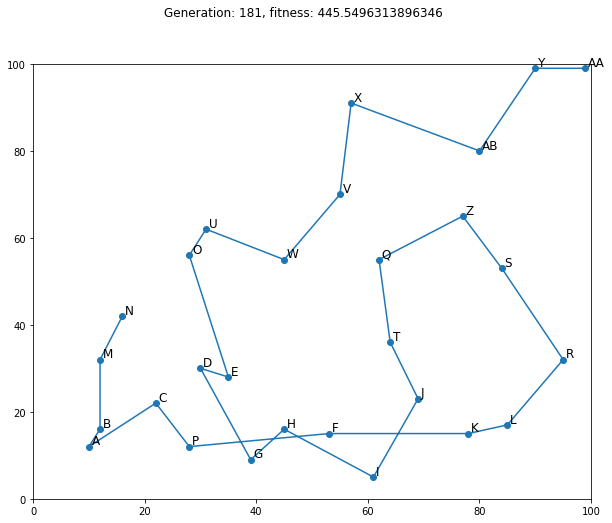 Generation: 181, fitness: 445.5496313896346
100
Y
AA
X
AB
80
V
Z
U
60
O
W
Q
S
N
40
T
M
R
D
E
J
C
20
B
H
F
K
L
A
P
G
I
0
0
20
40
60
80
100